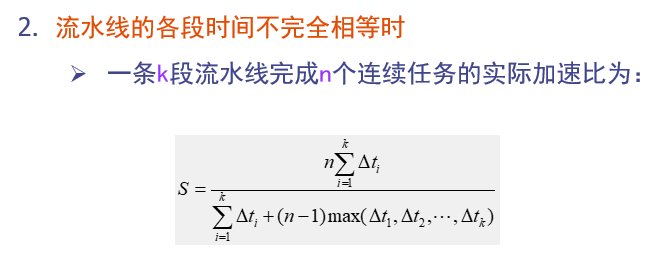 2. 流水线的各段时间不完全相等时
➢ 一条k段流水线完成n个连续任务的实际加速比为：
S = \frac{n\sum_{i=1}^{k}\Delta t_i}{\sum_{i=1}^{k}\Delta t_i+(n-1)\max(\Delta t_1,\Delta t_2,\cdots,\Delta t_k)}